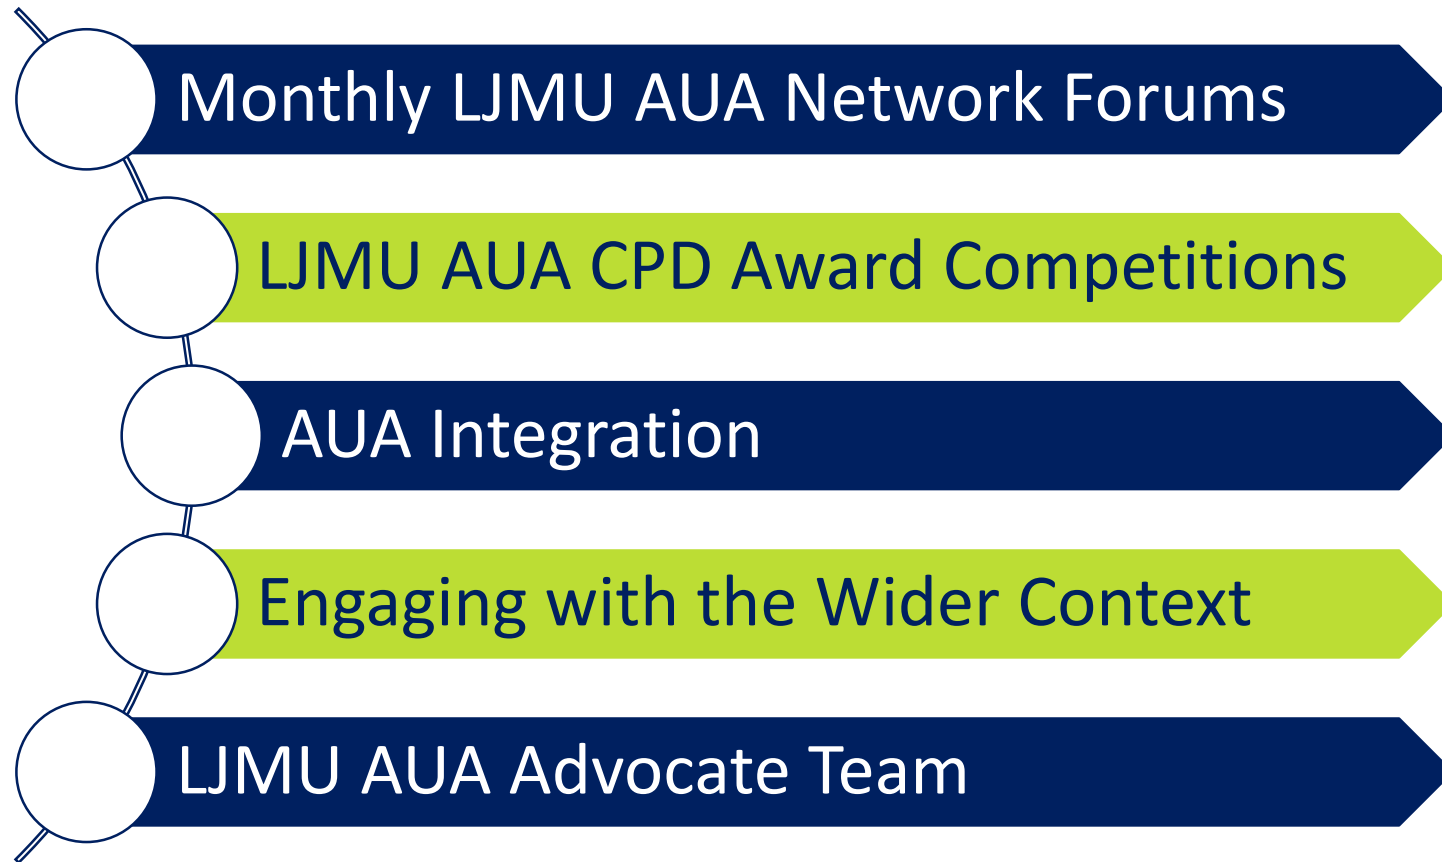 Monthly LJMU AUA Network Forums
LJMU AUA CPD Award Competitions
AUA Integration
Engaging with the Wider Context
LJMU AUA Advocate Team